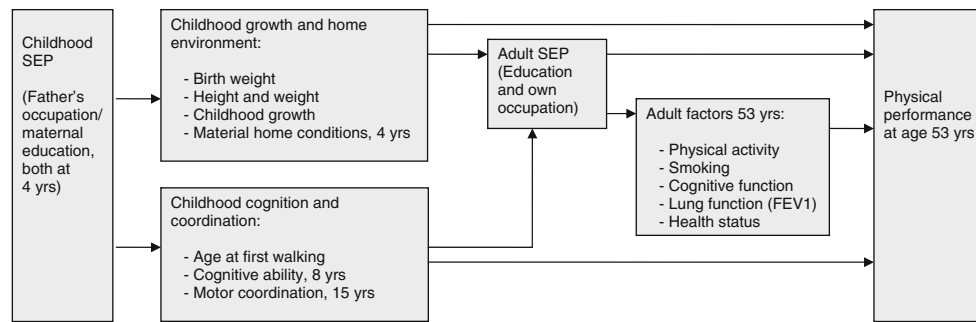 Childhood
SEP
(Father's
occupation/
maternal
education,
both at
4 yrs)
Childhood growth and home
environment:
- Birth weight
- Height and weight
- Childhood growth
- Material home conditions, 4 yrs
Childhood cognition and
coordination:
- Age at first walking
- Cognitive ability, 8 yrs
- Motor coordination, 15 yrs
Adult SEP
(Education
and own
occupation)
Adult factors 53 yrs:
- Physical activity
- Smoking
- Cognitive function
- Lung function (FEV1)
- Health status
Physical
performance
at age 53 yrs